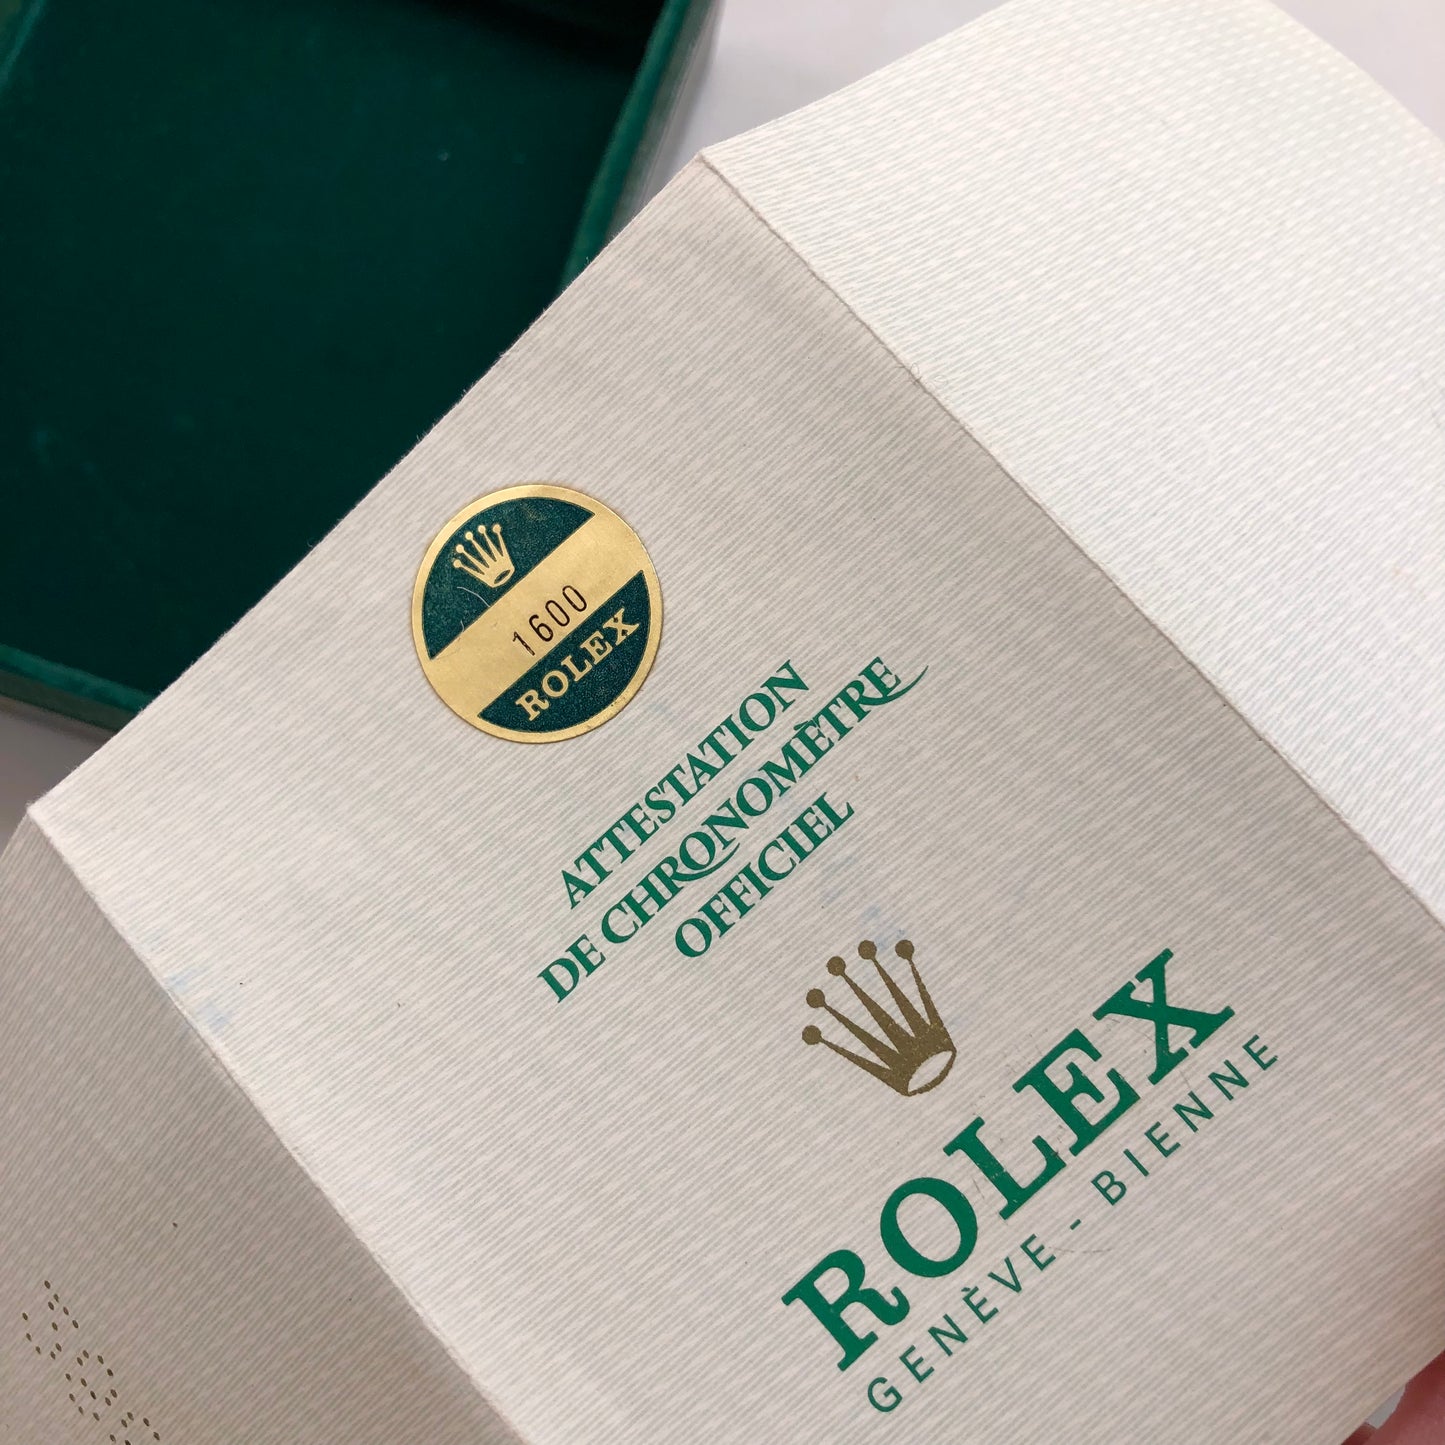 1600
ROLEX
ATTESTATION
DE CHRONOMÈTRE
OFFICIEL
ROLEX
GENÈVE - BIENNE